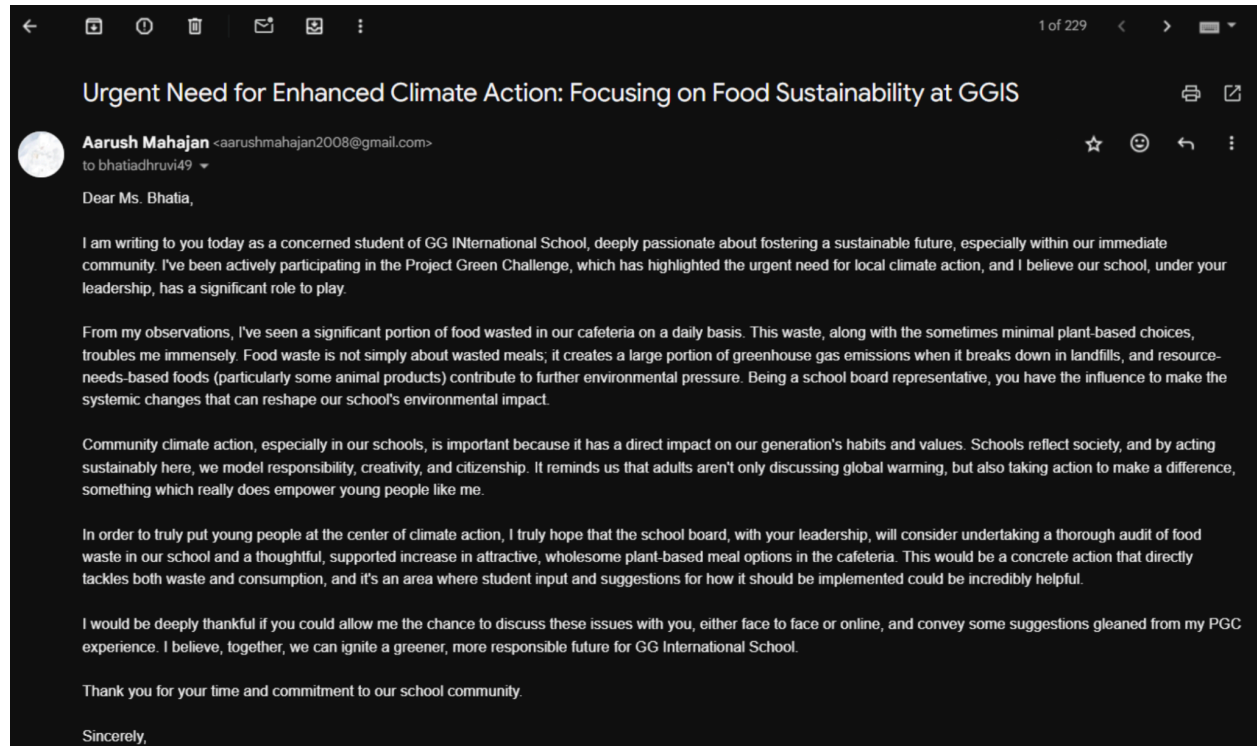 1 of 229
Urgent Need for Enhanced Climate Action: Focusing on Food Sustainability at GGIS
Aarush Mahajan <aarushmahajan2008@gmail.com>
to bhatiadhruvi49
Dear Ms. Bhatia,
I am writing to you today as a concerned student of GG INternational School, deeply passionate about fostering a sustainable future, especially within our immediate
community. I've been actively participating in the Project Green Challenge, which has highlighted the urgent need for local climate action, and I believe our school, under your
leadership, has a significant role to play.
From my observations, I've seen a significant portion of food wasted in our cafeteria on a daily basis. This waste, along with the sometimes minimal plant-based choices,
troubles me immensely. Food waste is not simply about wasted meals; it creates a large portion of greenhouse gas emissions when it breaks down in landfills, and resource-
needs-based foods (particularly some animal products) contribute to further environmental pressure. Being a school board representative, you have the influence to make the
systemic changes that can reshape our school's environmental impact.
Community climate action, especially in our schools, is important because it has a direct impact on our generation's habits and values. Schools reflect society, and by acting
sustainably here, we model responsibility, creativity, and citizenship. It reminds us that adults aren't only discussing global warming, but also taking action to make a difference,
something which really does empower young people like me.
In order to truly put young people at the center of climate action, I truly hope that the school board, with your leadership, will consider undertaking a thorough audit of food
waste in our school and a thoughtful, supported increase in attractive, wholesome plant-based meal options in the cafeteria. This would be a concrete action that directly
tackles both waste and consumption, and it's an area where student input and suggestions for how it should be implemented could be incredibly helpful.
I would be deeply thankful if you could allow me the chance to discuss these issues with you, either face to face or online, and convey some suggestions gleaned from my PGC
experience. I believe, together, we can ignite a greener, more responsible future for GG International School.
Thank you for your time and commitment to our school community.
Sincerely,